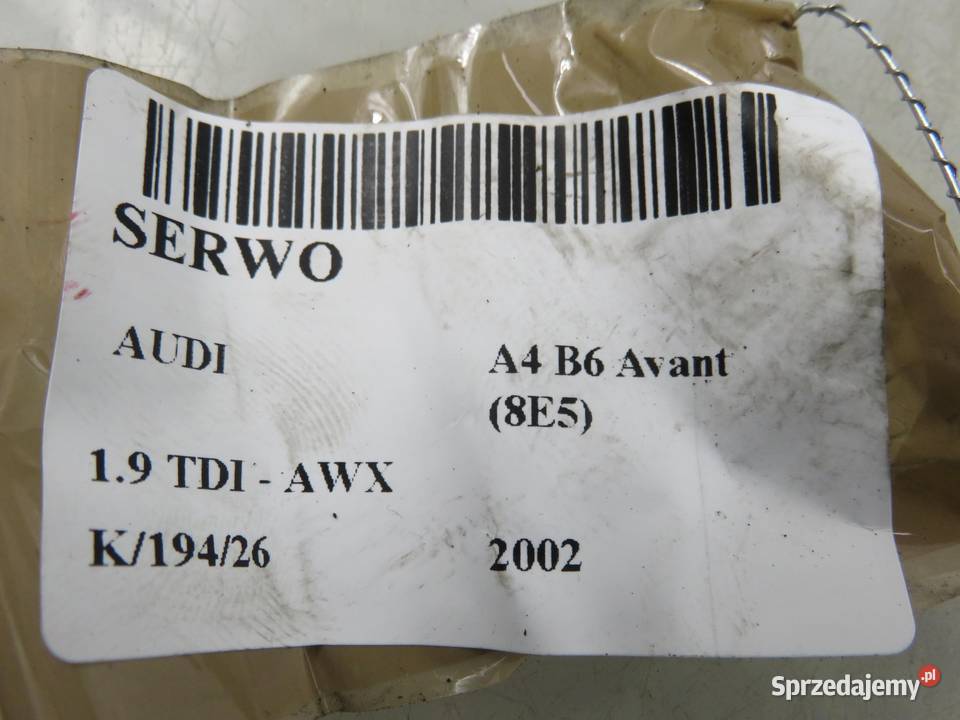 SERWO
AUDI
A4 B6 Avant
(8E5)
1.9 TDI - AWX
K/194/26
2002
Sprzedajemy.pl